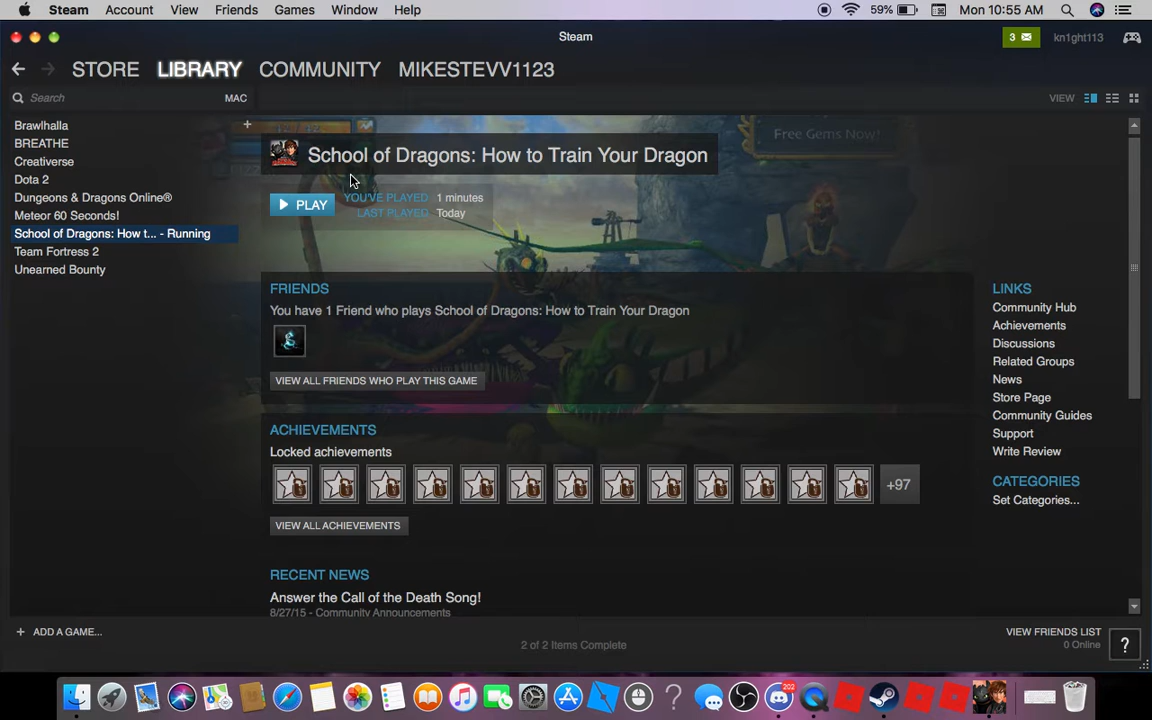 Steam Account View Friends Games Window Help 59% Mon 10:55 AM
Steam
3 kn1ght113
STORE LIBRARY COMMUNITY MIKESTEVV1123
Search MAC VIEW
Brawlhalla
BREATHE
Creativerse
Dota 2
Dungeons & Dragons Online®
Meteor 60 Seconds!
School of Dragons: How t... - Running
Team Fortress 2
Unearned Bounty
Free Gems Now!
School of Dragons: How to Train Your Dragon
PLAY
YOU'VE PLAYED 1 minutes
LAST PLAYED Today
FRIENDS
You have 1 Friend who plays School of Dragons: How to Train Your Dragon
VIEW ALL FRIENDS WHO PLAY THIS GAME
ACHIEVEMENTS
Locked achievements
+97
VIEW ALL ACHIEVEMENTS
RECENT NEWS
Answer the Call of the Death Song!
8/27/15 - Community Announcements
LINKS
Community Hub
Achievements
Discussions
Related Groups
News
Store Page
Community Guides
Support
Write Review
CATEGORIES
Set Categories...
+ ADD A GAME...
2 of 2 Items Complete
VIEW FRIENDS LIST
0 Online
?
202